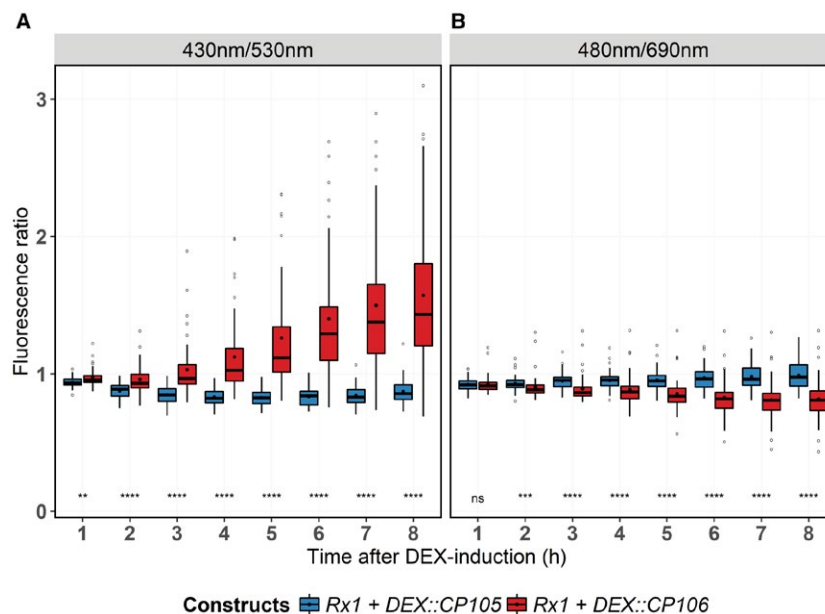 A
B
430nm/530nm
480nm/690nm
Fluorescence ratio
3
2
1
0
** **** **** **** **** **** **** ****
ns *** **** **** **** **** **** ****
1 2 3 4 5 6 7 8
1 2 3 4 5 6 7 8
Time after DEX-induction (h)
Constructs Rx1 + DEX::CP105 Rx1 + DEX::CP106